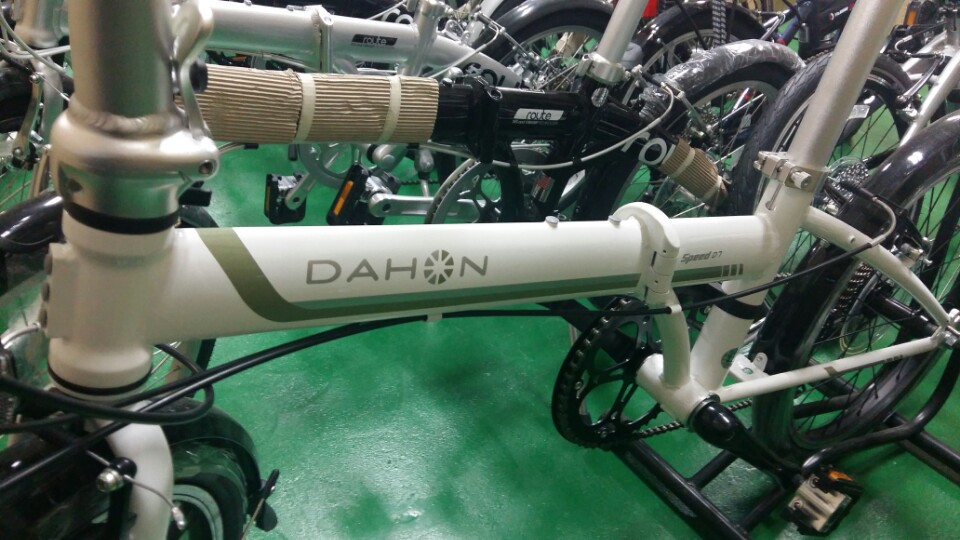 route
route
DAHON
Speed D7